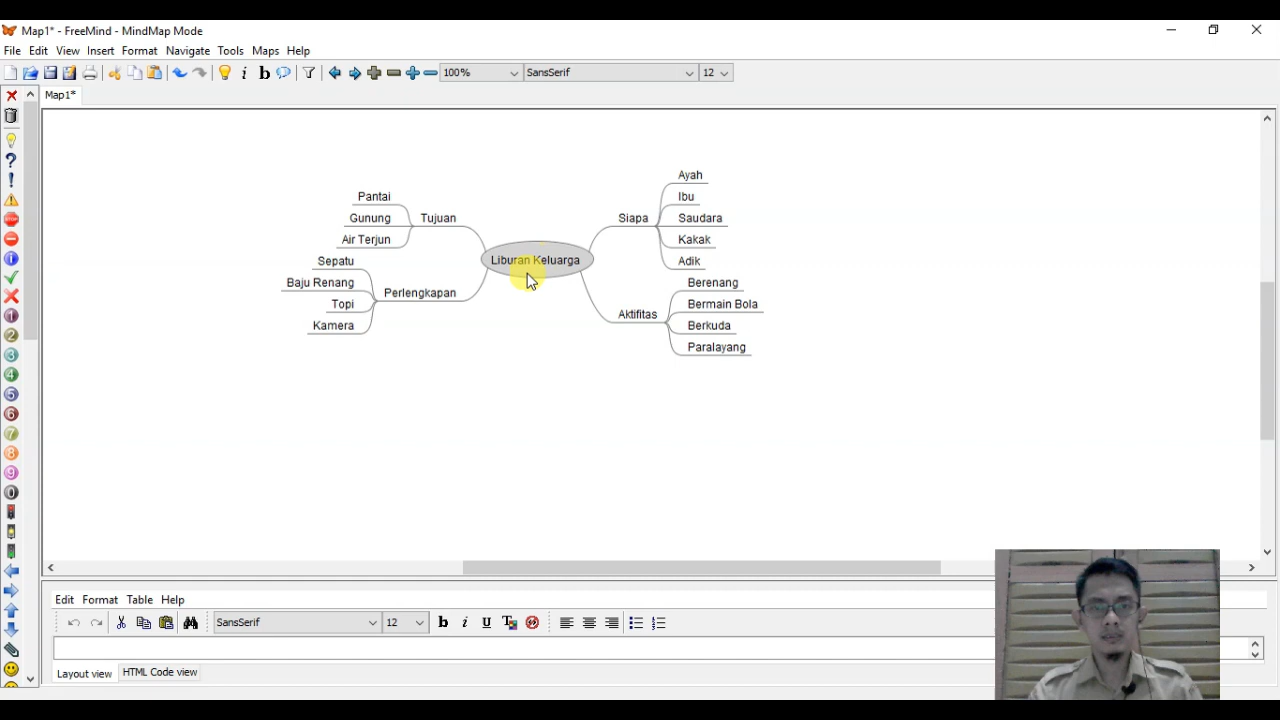 Map1* - FreeMind - MindMap Mode
File Edit View Insert Format Navigate Tools Maps Help
100% SansSerif 12
Map1*
Pantai
Gunung
Air Terjun
Tujuan
Sepatu
Baju Renang
Topi
Kamera
Perlengkapan
Liburan Keluarga
Siapa
Ayah
Ibu
Saudara
Kakak
Adik
Aktifitas
Berenang
Bermain Bola
Berkuda
Paralayang
Edit Format Table Help
SansSerif 12
Layout view HTML Code view